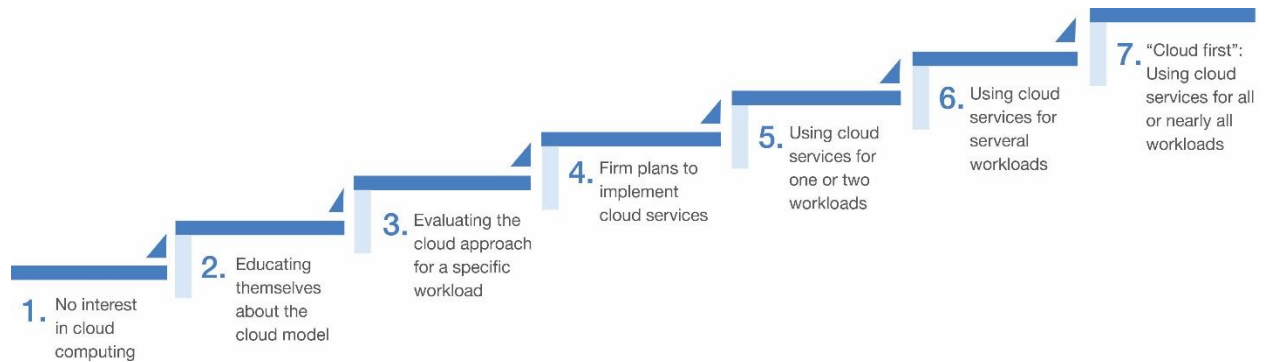 1. No interest
in cloud
computing
2. Educating
themselves
about the
cloud model
3. Evaluating the
cloud approach
for a specific
workload
4. Firm plans to
implement
cloud services
5. Using cloud
services for
one or two
workloads
6. Using cloud
services for
serveral
workloads
7. “Cloud first”:
Using cloud
services for all
or nearly all
workloads